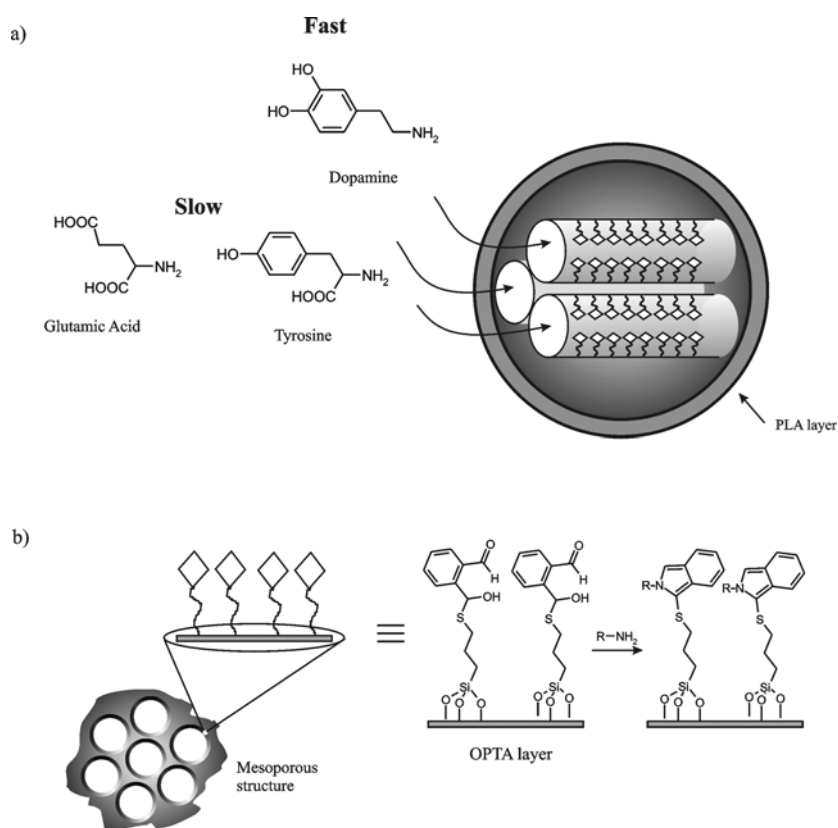 a)
Fast
HO
HO
NH2
Dopamine
Slow
HOOC
HOOC
NH2
Glutamic Acid
HO
HOOC
NH2
Tyrosine
PLA layer
b)
Mesoporous
structure
O
H
OH
S
Si
O O O
O
H
OH
S
Si
O O O
OPTA layer
R–NH2
R–N
S
Si
O O O
R–N
S
Si
O O O